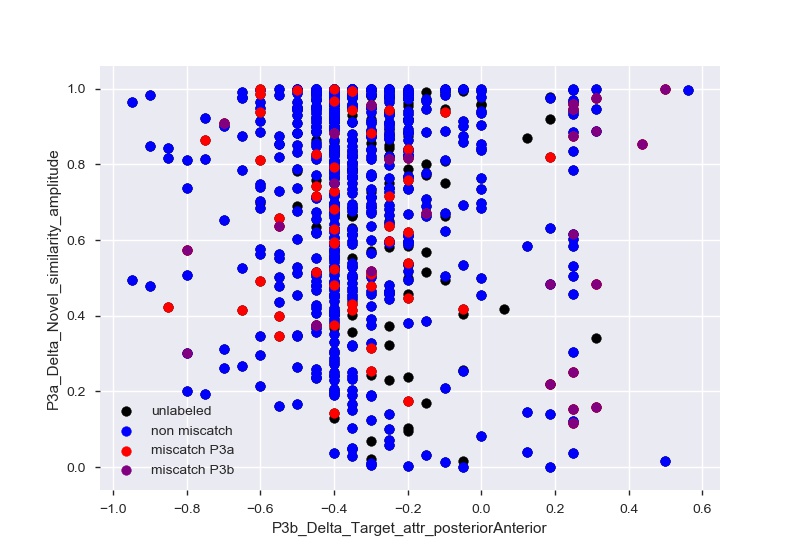 P3a_Delta_Novel_similarity_amplitude
1.0
0.8
0.6
0.4
0.2
0.0
unlabeled
non miscatch
miscatch P3a
miscatch P3b
−1.0 −0.8 −0.6 −0.4 −0.2 0.0 0.2 0.4 0.6
P3b_Delta_Target_attr_posteriorAnterior